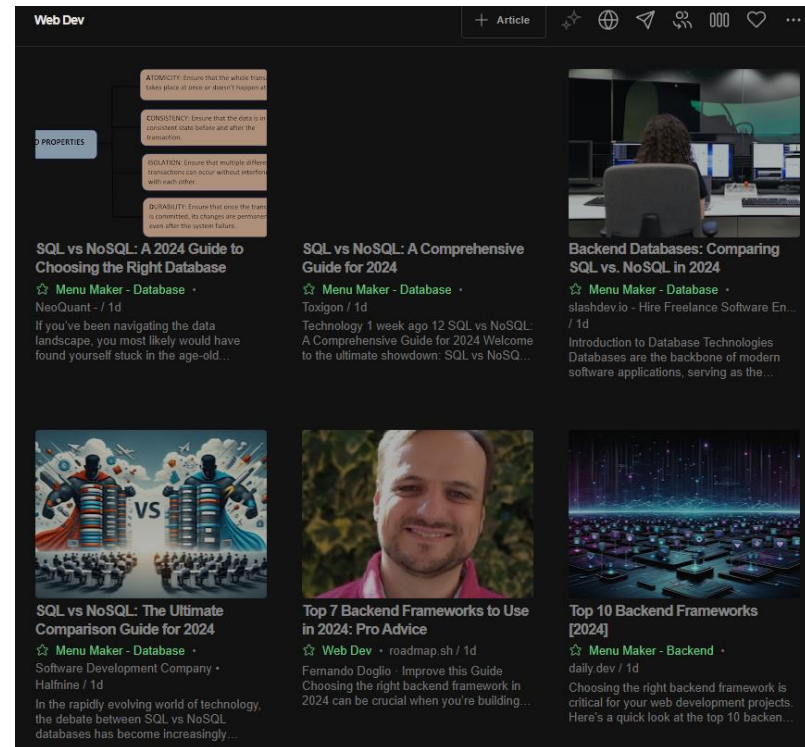 Web Dev
+ Article
ATOMICITY: Ensure that the whole trans
takes place at once or doesn't happen at
CONSISTENCY: Ensure that the data is in
consistent state before and after the
transaction.
D PROPERTIES
ISOLATION: Ensure that multiple differe
transactions can occur without interferi
with each other.
DURABILITY: Ensure that once the trans
is committed, its changes are permanen
even after the system failure.
SQL vs NoSQL: A 2024 Guide to
Choosing the Right Database
Menu Maker - Database •
NeoQuant - / 1d
If you've been navigating the data
landscape, you most likely would have
found yourself stuck in the age-old...
SQL vs NoSQL: A Comprehensive
Guide for 2024
Menu Maker - Database •
Toxigon / 1d
Technology 1 week ago 12 SQL vs NoSQL:
A Comprehensive Guide for 2024 Welcome
to the ultimate showdown: SQL vs NoSQ...
Backend Databases: Comparing
SQL vs. NoSQL in 2024
Menu Maker - Database •
slashdev.io - Hire Freelance Software En...
/ 1d
Introduction to Database Technologies
Databases are the backbone of modern
software applications, serving as the...
VS
SQL vs NoSQL: The Ultimate
Comparison Guide for 2024
Menu Maker - Database •
Software Development Company •
Halfnine / 1d
In the rapidly evolving world of technology,
the debate between SQL vs NoSQL
databases has become increasingly...
Top 7 Backend Frameworks to Use
in 2024: Pro Advice
Web Dev • roadmap.sh / 1d
Fernando Doglio · Improve this Guide
Choosing the right backend framework in
2024 can be crucial when you're building...
Top 10 Backend Frameworks
[2024]
Menu Maker - Backend •
daily.dev / 1d
Choosing the right backend framework is
critical for your web development projects.
Here's a quick look at the top 10 backen...